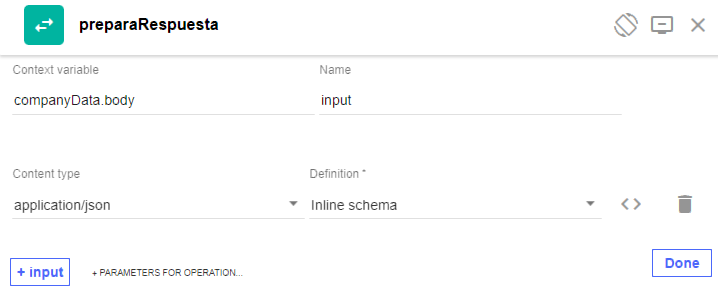 preparaRespuesta
Context variable
Name
companyData.body
input
Content type
Definition *
application/json
Inline schema
+ input
+ PARAMETERS FOR OPERATION...
Done